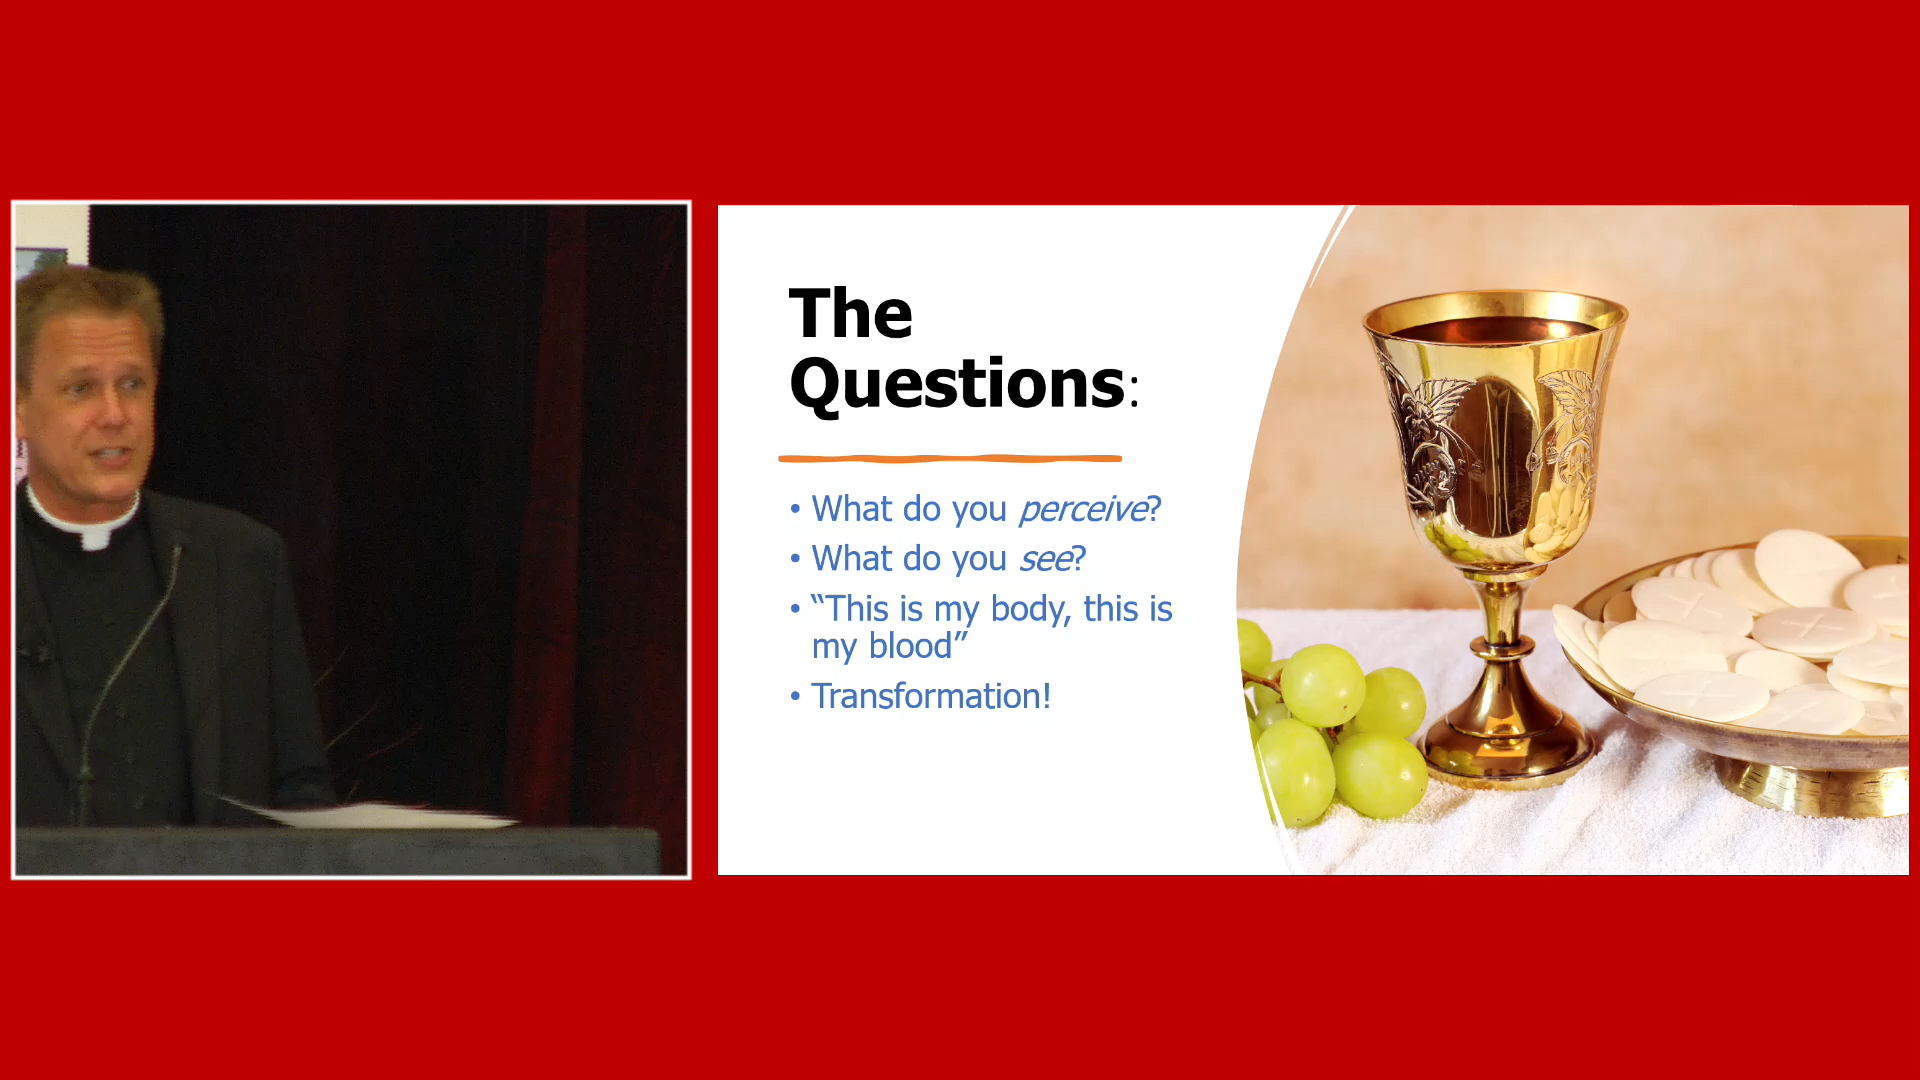 The
Questions:
• What do you perceive?
• What do you see?
• “This is my body, this is
my blood”
• Transformation!